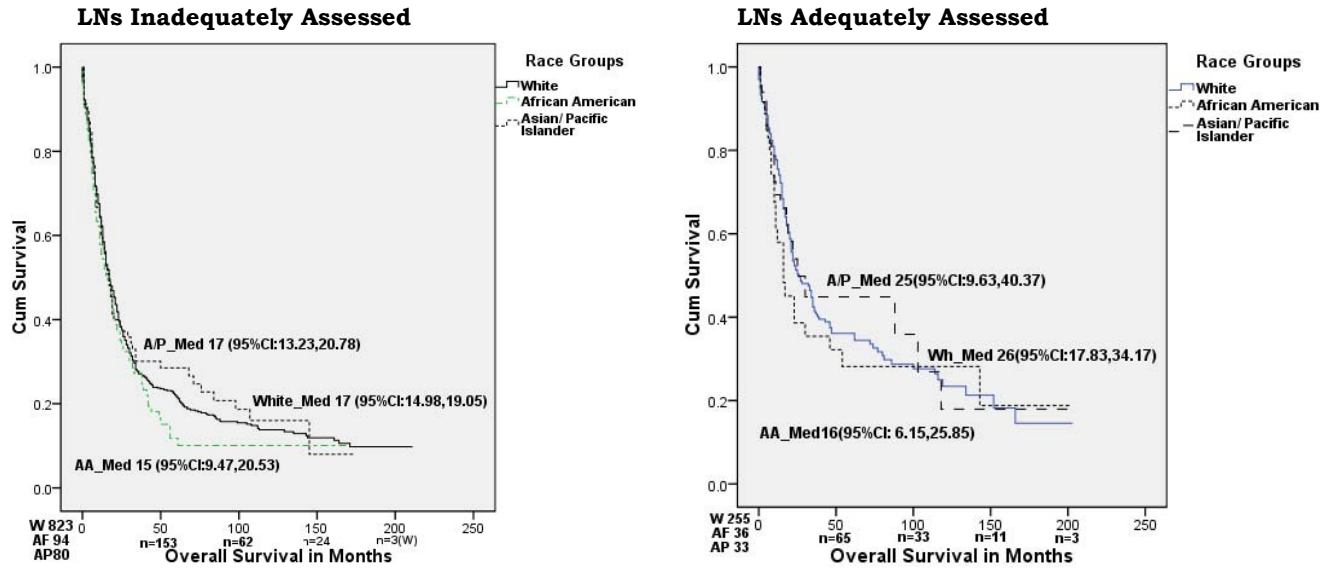 LNs Inadequately Assessed
Race Groups
White
African American
Asian/ Pacific
Islander
1.0
0.8
0.6
0.4
0.2
0.0
Cum Survival
A/P_Med 17 (95%CI:13.23,20.78)
White_Med 17 (95%CI:14.98,19.05)
AA_Med 15 (95%CI:9.47,20.53)
0 50 100 150 200 250
W 823
AF 94
AP80
n=153 n=62 n=24 n=3(W)
Overall Survival in Months
LNs Adequately Assessed
Race Groups
White
African American
Asian/ Pacific
Islander
1.0
0.8
0.6
0.4
0.2
0.0
Cum Survival
A/P_Med 25(95%CI:9.63,40.37)
Wh_Med 26(95%CI:17.83,34.17)
AA_Med16(95%CI: 6.15,25.85)
0 50 100 150 200 250
W 255
AF 36
AP 33
n=65 n=33 n=11 n=3
Overall Survival in Months